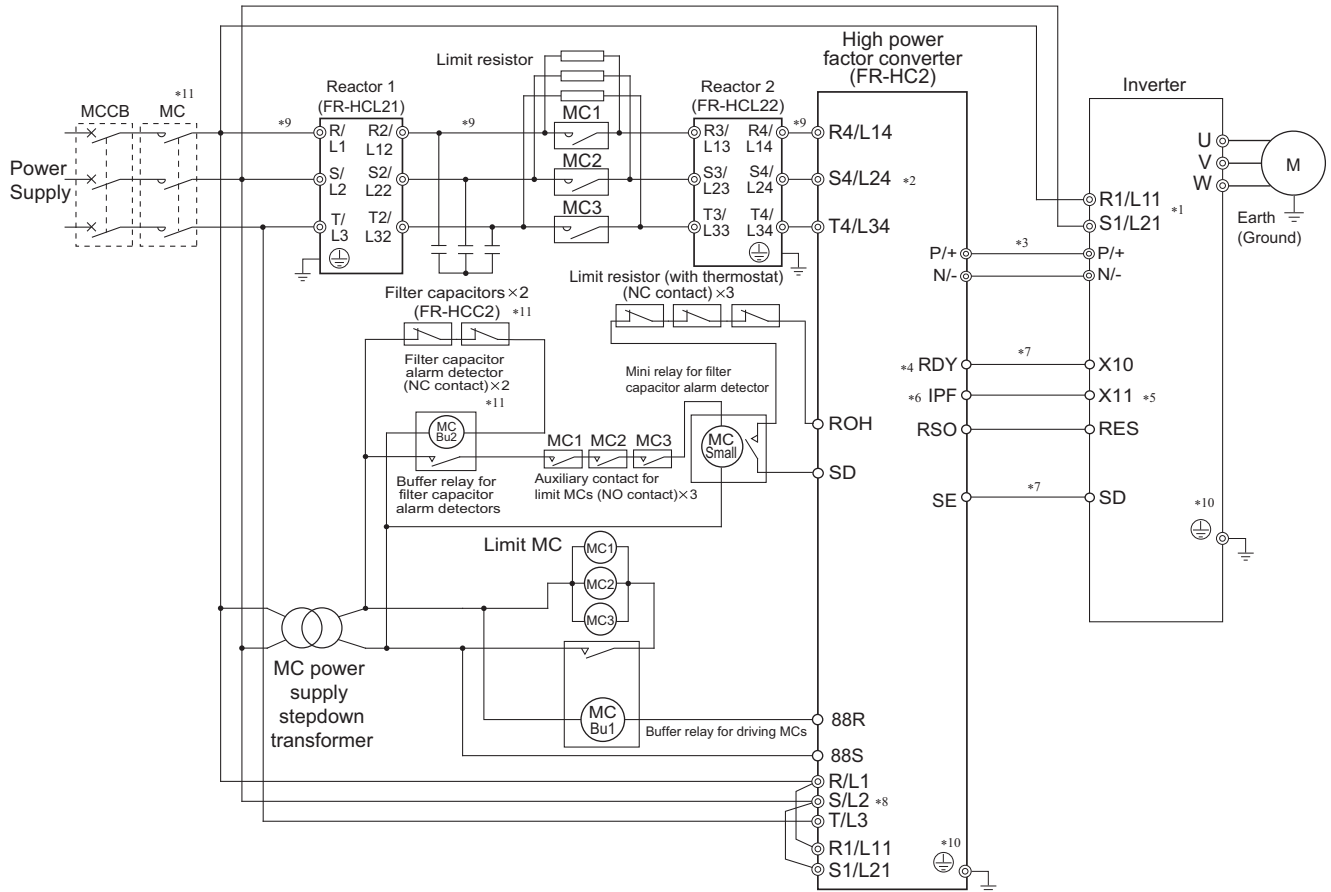 High power
factor converter
(FR-HC2)
Inverter
Limit resistor
Reactor 1
(FR-HCL21)
Reactor 2
(FR-HCL22)
MCCB
*11
MC
Power
Supply
*9
R/
L1
R2/
L12
*9
MC1
R3/
L13
R4/
L14
*9
R4/L14
S/
L2
S2/
L22
MC2
S3/
L23
S4/
L24
S4/L24 *2
T/
L3
T2/
L32
MC3
T3/
L33
T4/
L34
T4/L34
U
V
W
M
Earth
(Ground)
R1/L11
*1
S1/L21
P/+
*3
P/+
N/-
N/-
Filter capacitors×2
(FR-HCC2) *11
Limit resistor (with thermostat)
(NC contact)×3
Filter capacitor
alarm detector
(NC contact)×2
Mini relay for filter
capacitor alarm detector
*4 RDY
*7
X10
*6 IPF
X11 *5
RSO
RES
*11
MC
Bu2
MC1
MC2
MC3
MC
Small
ROH
SD
Buffer relay for
filter capacitor
alarm detectors
Auxiliary contact for
limit MCs (NO contact)×3
SE
*7
SD
*10
Limit MC
MC1
MC2
MC3
MC power
supply
stepdown
transformer
MC
Bu1
Buffer relay for driving MCs
88R
88S
R/L1
S/L2 *8
T/L3
R1/L11
S1/L21
*10